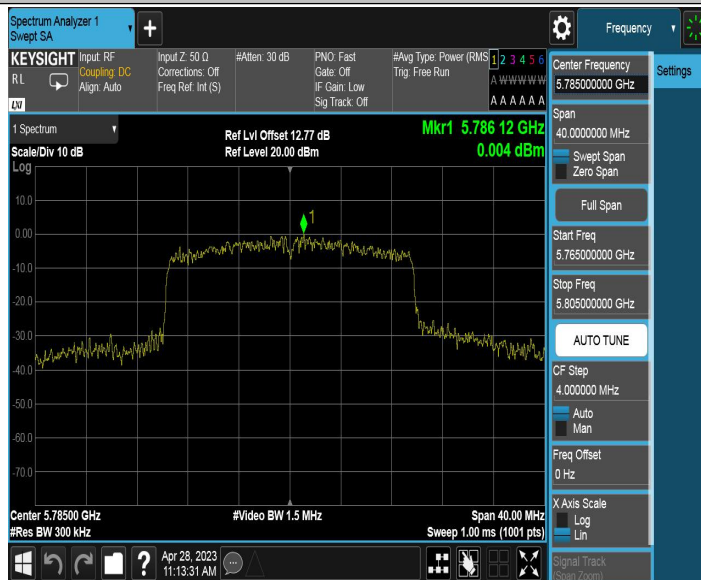 Spectrum Analyzer 1
Swept SA
Frequency
KEYSIGHT
RL
LXI
Input: RF
Coupling: DC
Align: Auto
Input Z: 50 Ω
Corrections: Off
Freq Ref: Int (S)
#Atten: 30 dB
PNO: Fast
Gate: Off
IF Gain: Low
Sig Track: Off
#Avg Type: Power (RMS
Trig: Free Run
1 2 3 4 5 6
A W W W W W
A A A A A A
1 Spectrum
Scale/Div 10 dB
Log
Ref Lvl Offset 12.77 dB
Ref Level 20.00 dBm
Mkr1 5.786 12 GHz
0.004 dBm
10.0
0.00
-10.0
-20.0
-30.0
-40.0
-50.0
-60.0
-70.0
1
Center 5.78500 GHz
#Res BW 300 kHz
#Video BW 1.5 MHz
Span 40.00 MHz
Sweep 1.00 ms (1001 pts)
Apr 28, 2023
11:13:31 AM
Center Frequency
5.785000000 GHz
Settings
Span
40.0000000 MHz
Swept Span
Zero Span
Full Span
Start Freq
5.765000000 GHz
Stop Freq
5.805000000 GHz
AUTO TUNE
CF Step
4.000000 MHz
Auto
Man
Freq Offset
0 Hz
X Axis Scale
Log
Lin
Signal Track
(Span Zoom)